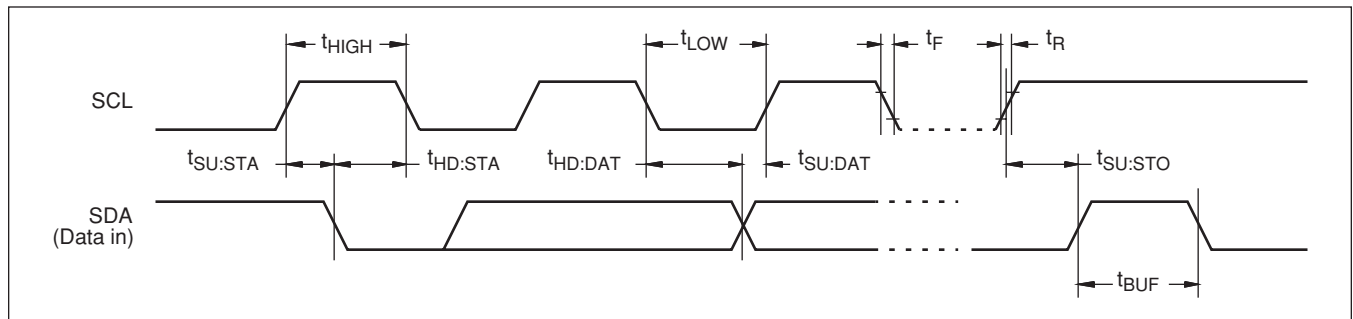 tHIGH
tLOW
tF
tR
SCL
tSU:STA
tHD:STA
tHD:DAT
tSU:DAT
tSU:STO
SDA
(Data in)
tBUF